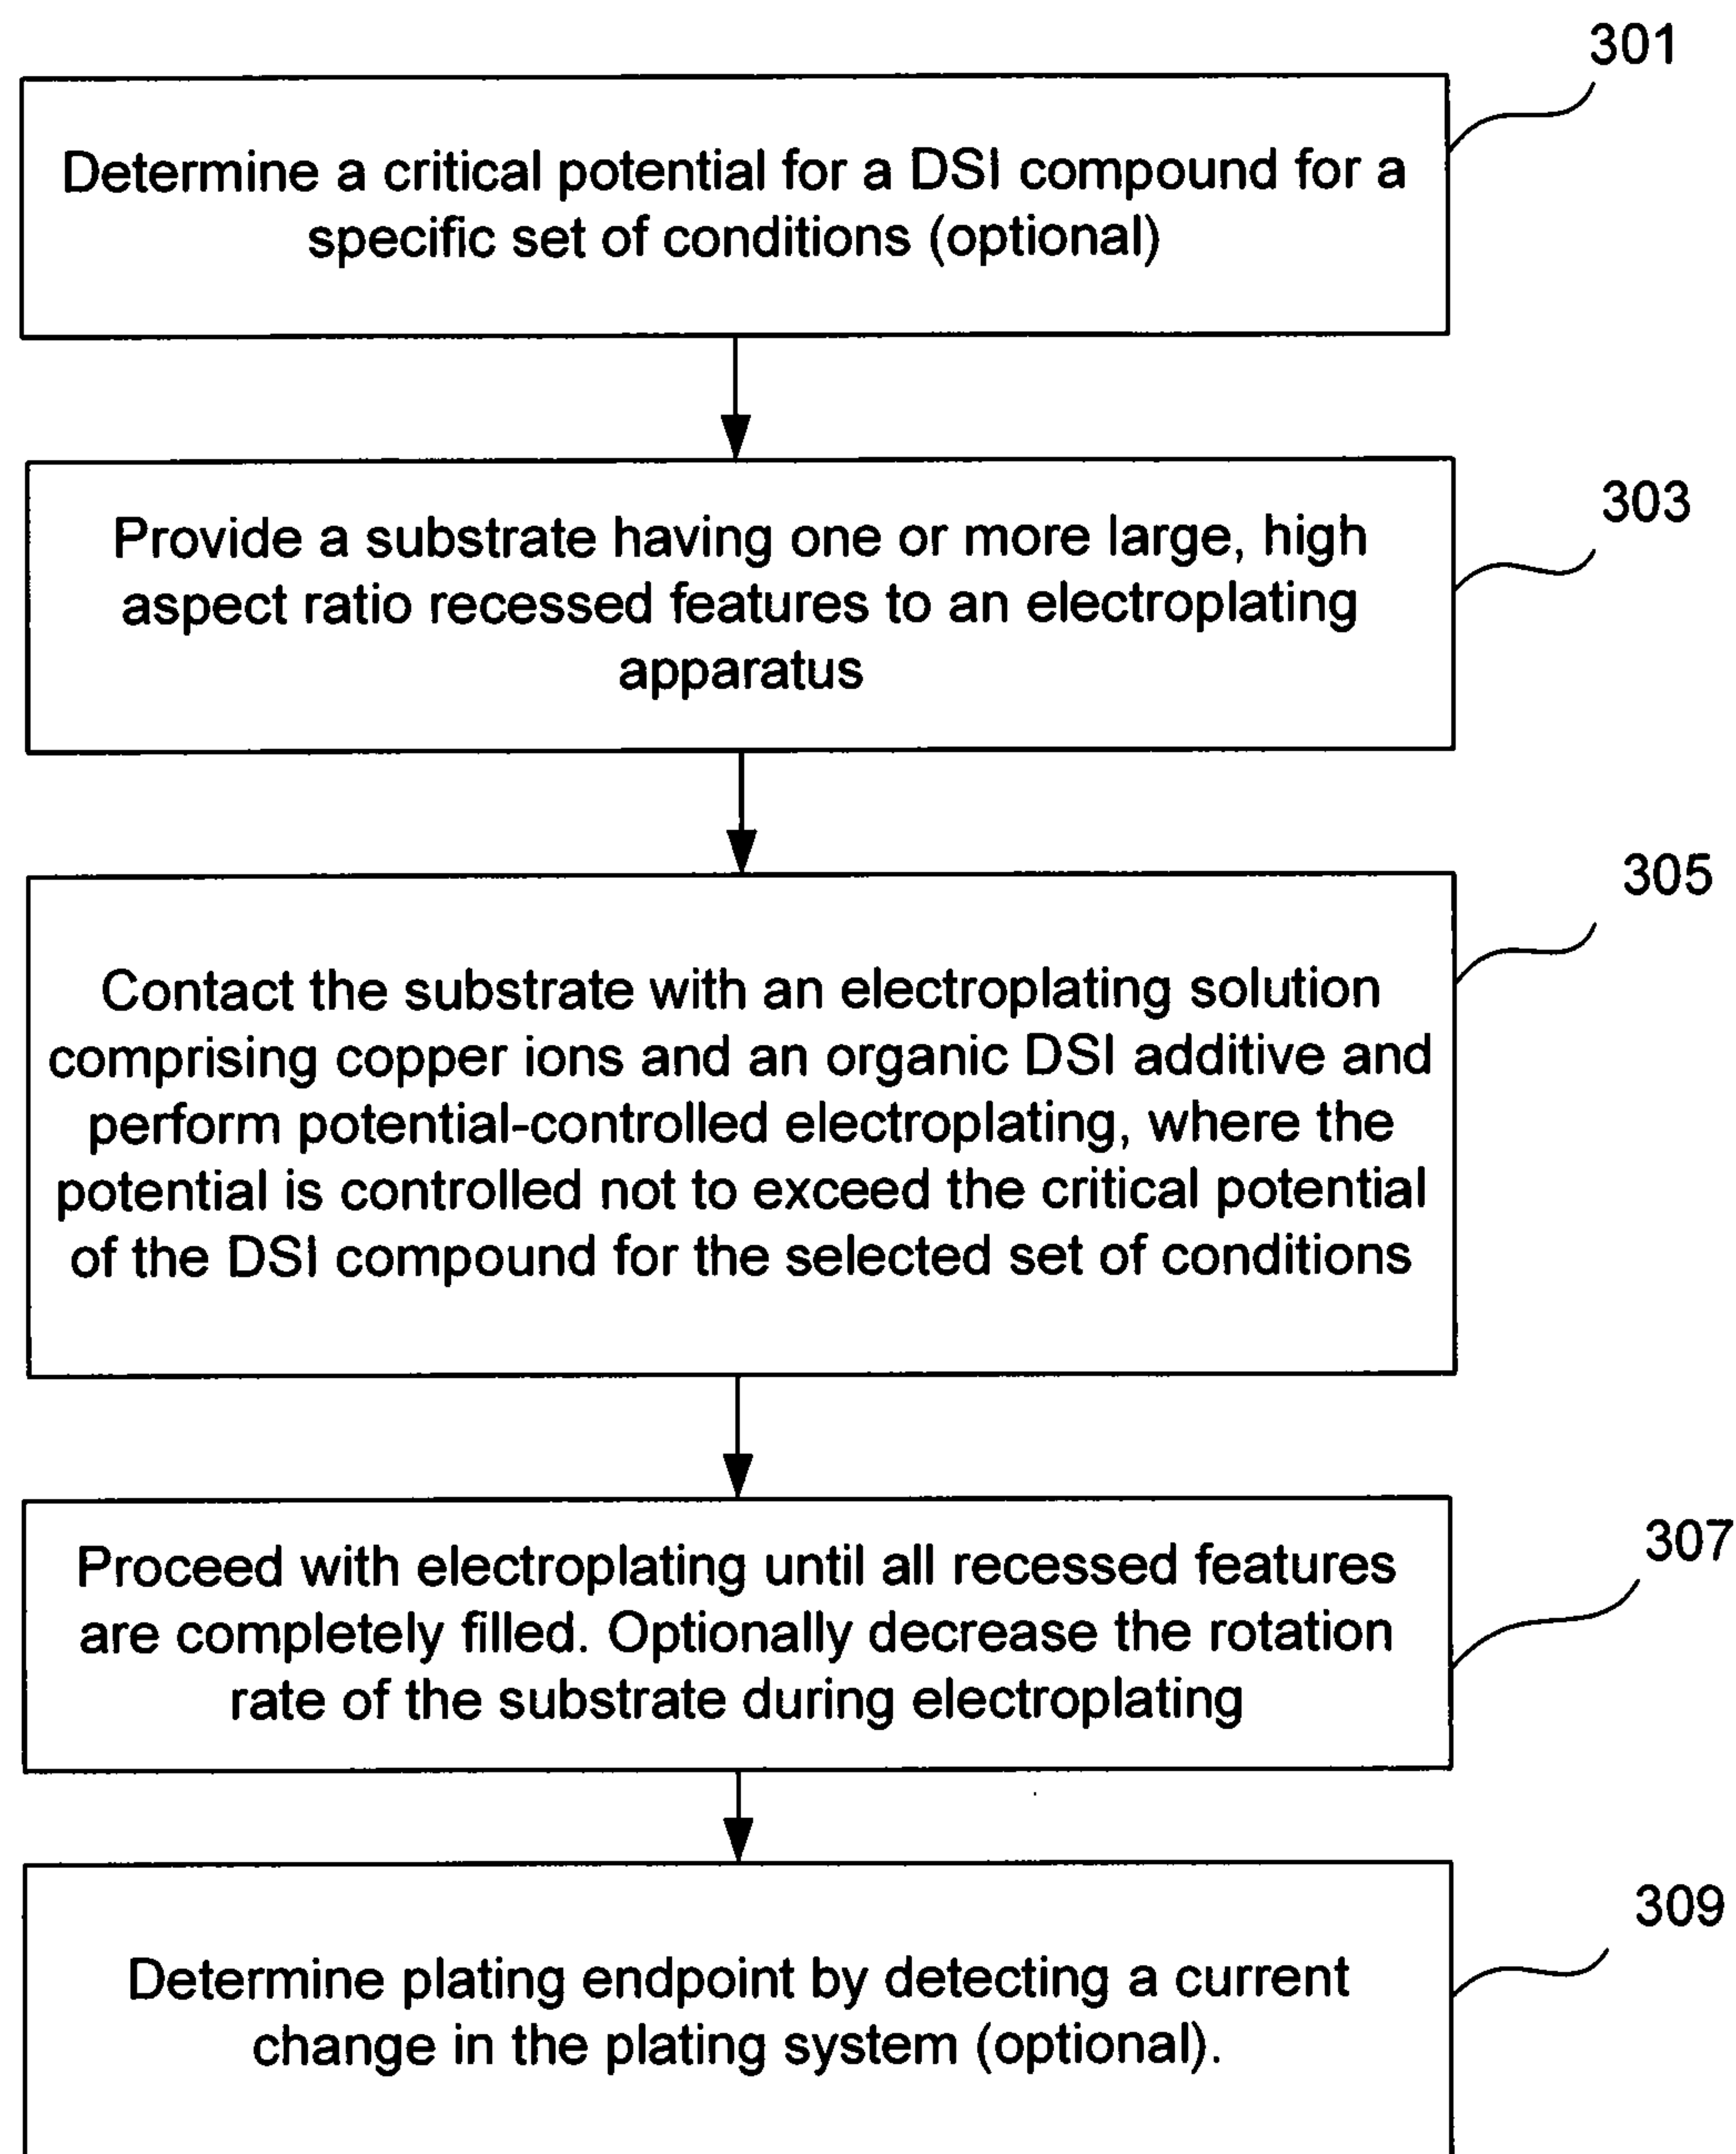 301
Determine a critical potential for a DSI compound for a
specific set of conditions (optional)
303
Provide a substrate having one or more large, high
aspect ratio recessed features to an electroplating
apparatus
305
Contact the substrate with an electroplating solution
comprising copper ions and an organic DSI additive and
perform potential-controlled electroplating, where the
potential is controlled not to exceed the critical potential
of the DSI compound for the selected set of conditions
307
Proceed with electroplating until all recessed features
are completely filled. Optionally decrease the rotation
rate of the substrate during electroplating
309
Determine plating endpoint by detecting a current
change in the plating system (optional).